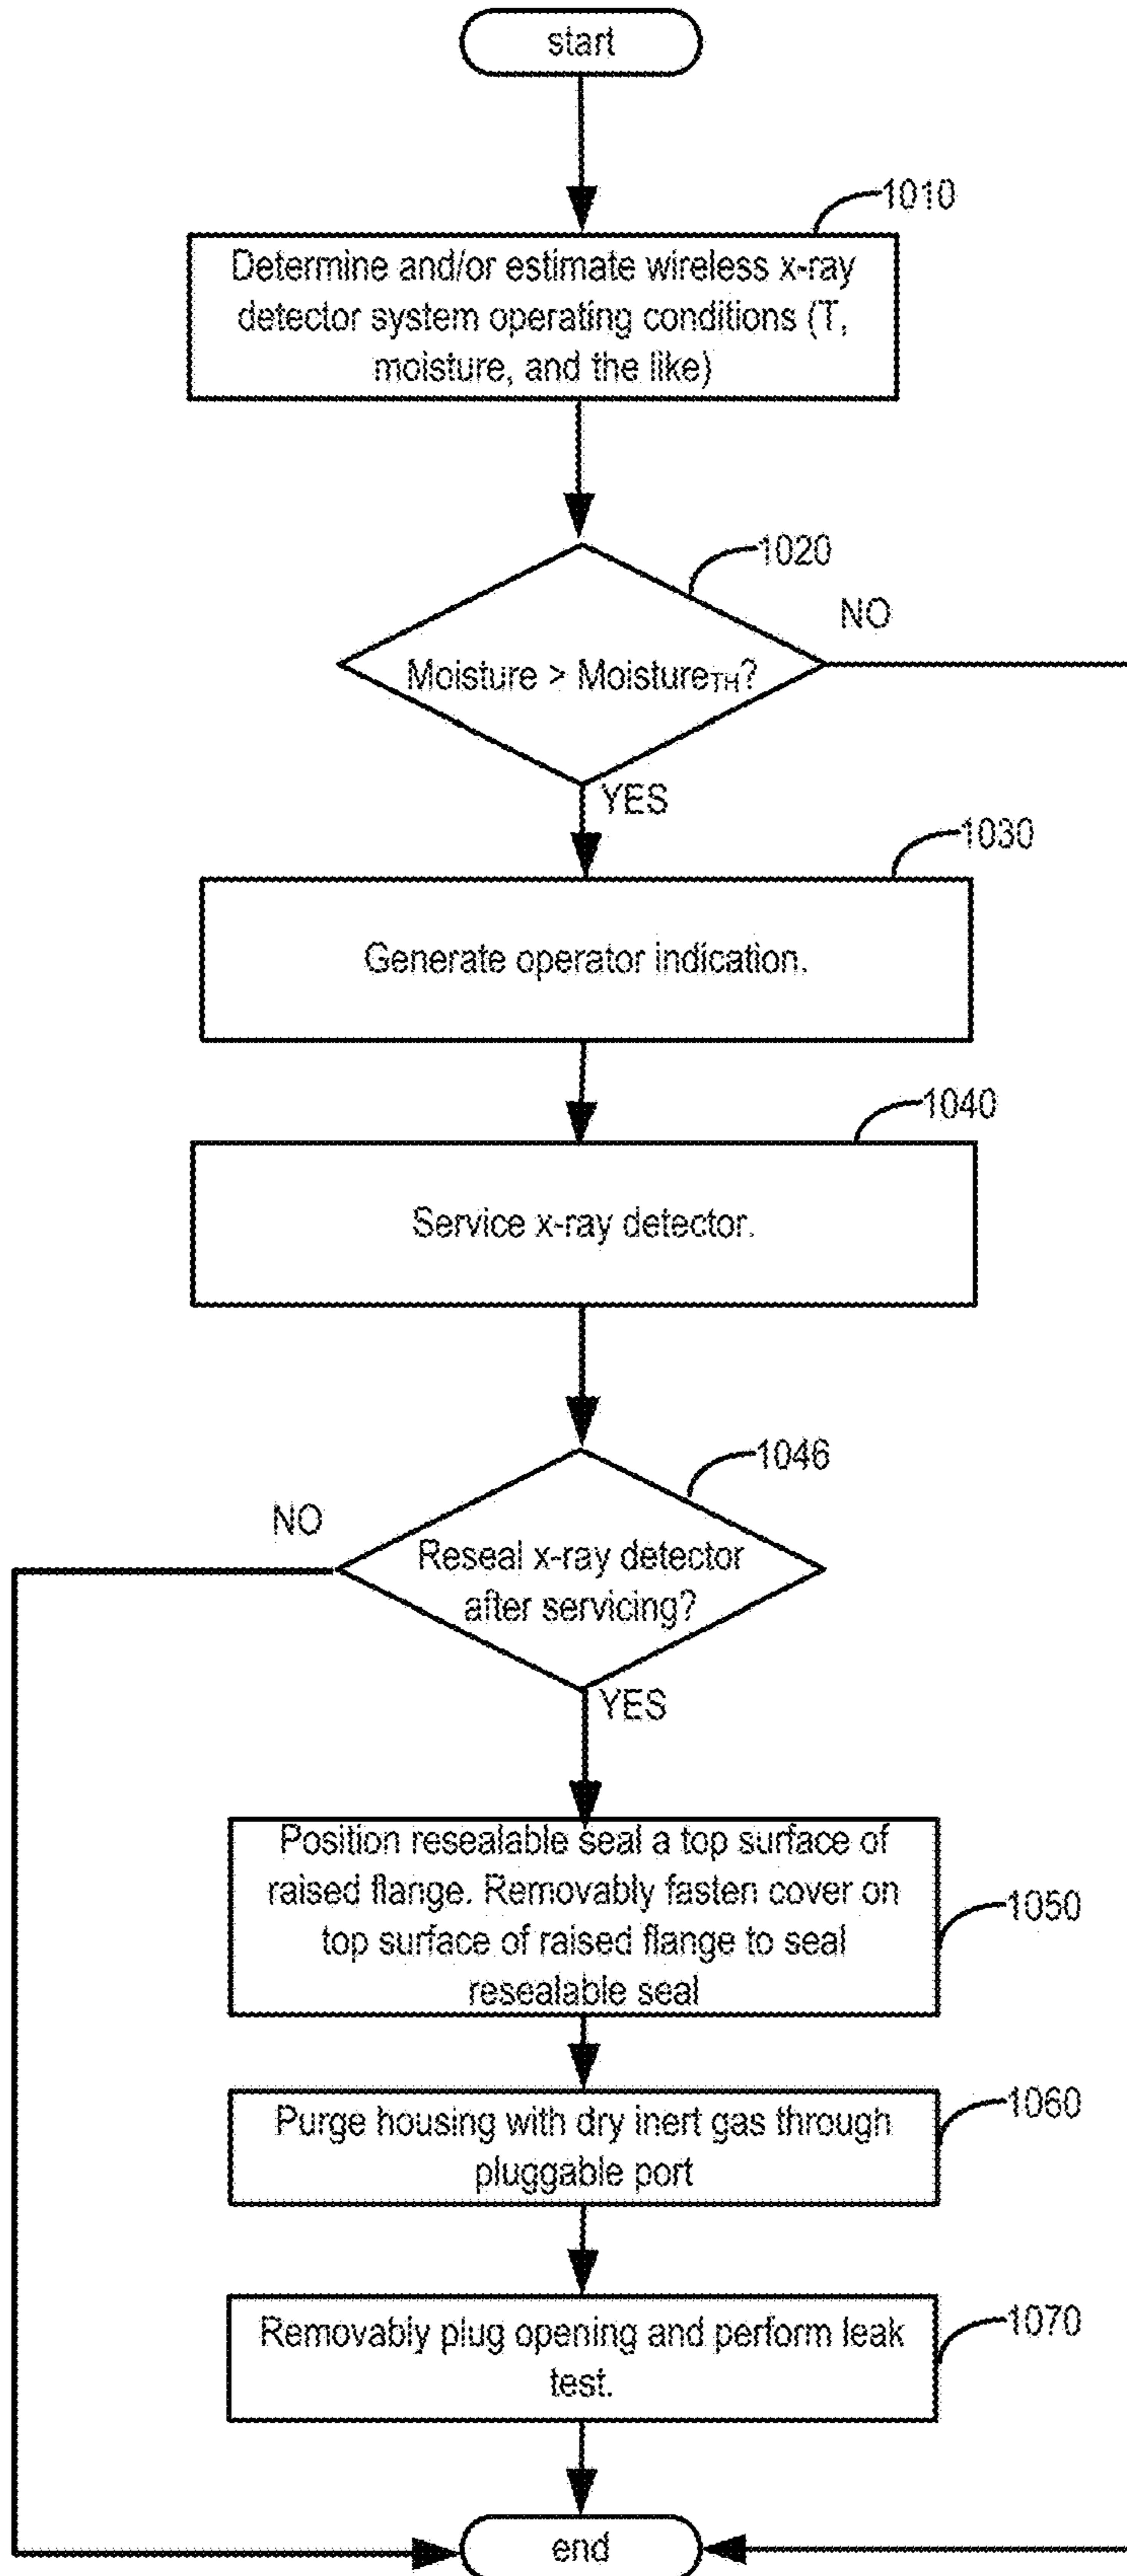 start
1010
Determine and/or estimate wireless x-ray
detector system operating conditions (T,
moisture, and the like)
1020
NO
Moisture > MoistureTH?
YES
1030
Generate operator indication.
1040
Service x-ray detector.
1046
NO
Reseal x-ray detector
after servicing?
YES
Position resealable seal a top surface of
raised flange. Removably fasten cover on
top surface of raised flange to seal
resealable seal
1050
Purge housing with dry inert gas through
pluggable port
1060
Removably plug opening and perform leak
test.
1070
end